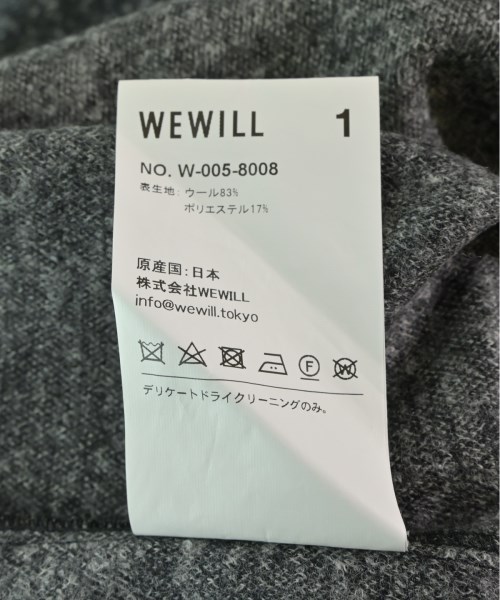 WEWILL 1
NO. W-005-8008
表生地: ウール83%
ポリエステル17%
原産国:日本
株式会社WEWILL
info@wewill.tokyo
F W
デリケートドライクリーニングのみ。